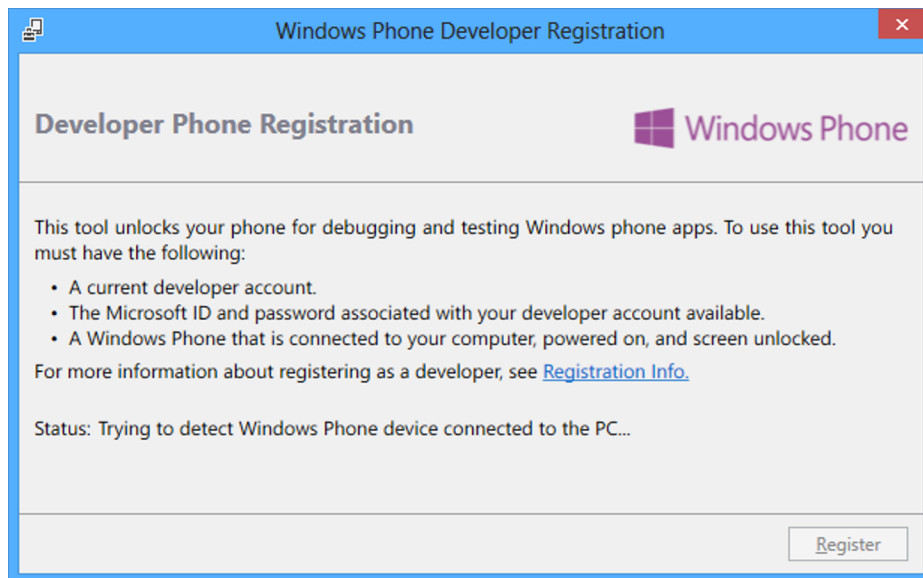 Windows Phone Developer Registration
Developer Phone Registration
Windows Phone
This tool unlocks your phone for debugging and testing Windows phone apps. To use this tool you
must have the following:
• A current developer account.
• The Microsoft ID and password associated with your developer account available.
• A Windows Phone that is connected to your computer, powered on, and screen unlocked.
For more information about registering as a developer, see Registration Info.
Status: Trying to detect Windows Phone device connected to the PC...
Register